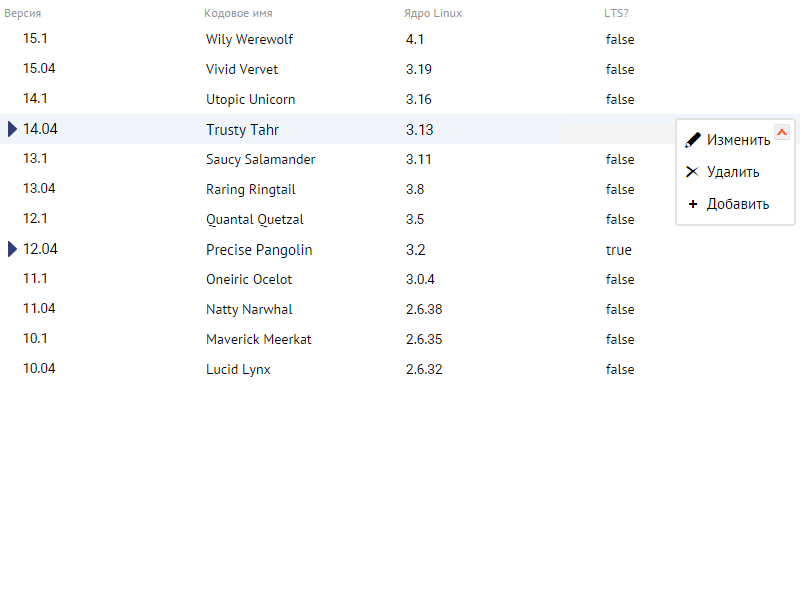 Версия Кодовое имя Ядро Linux LTS?
15.1 Wily Werewolf 4.1 false
15.04 Vivid Vervet 3.19 false
14.1 Utopic Unicorn 3.16 false
14.04 Trusty Tahr 3.13
Изменить
13.1 Saucy Salamander 3.11 false
Удалить
13.04 Raring Ringtail 3.8 false
Добавить
12.1 Quantal Quetzal 3.5 false
12.04 Precise Pangolin 3.2 true
11.1 Oneiric Ocelot 3.0.4 false
11.04 Natty Narwhal 2.6.38 false
10.1 Maverick Meerkat 2.6.35 false
10.04 Lucid Lynx 2.6.32 false